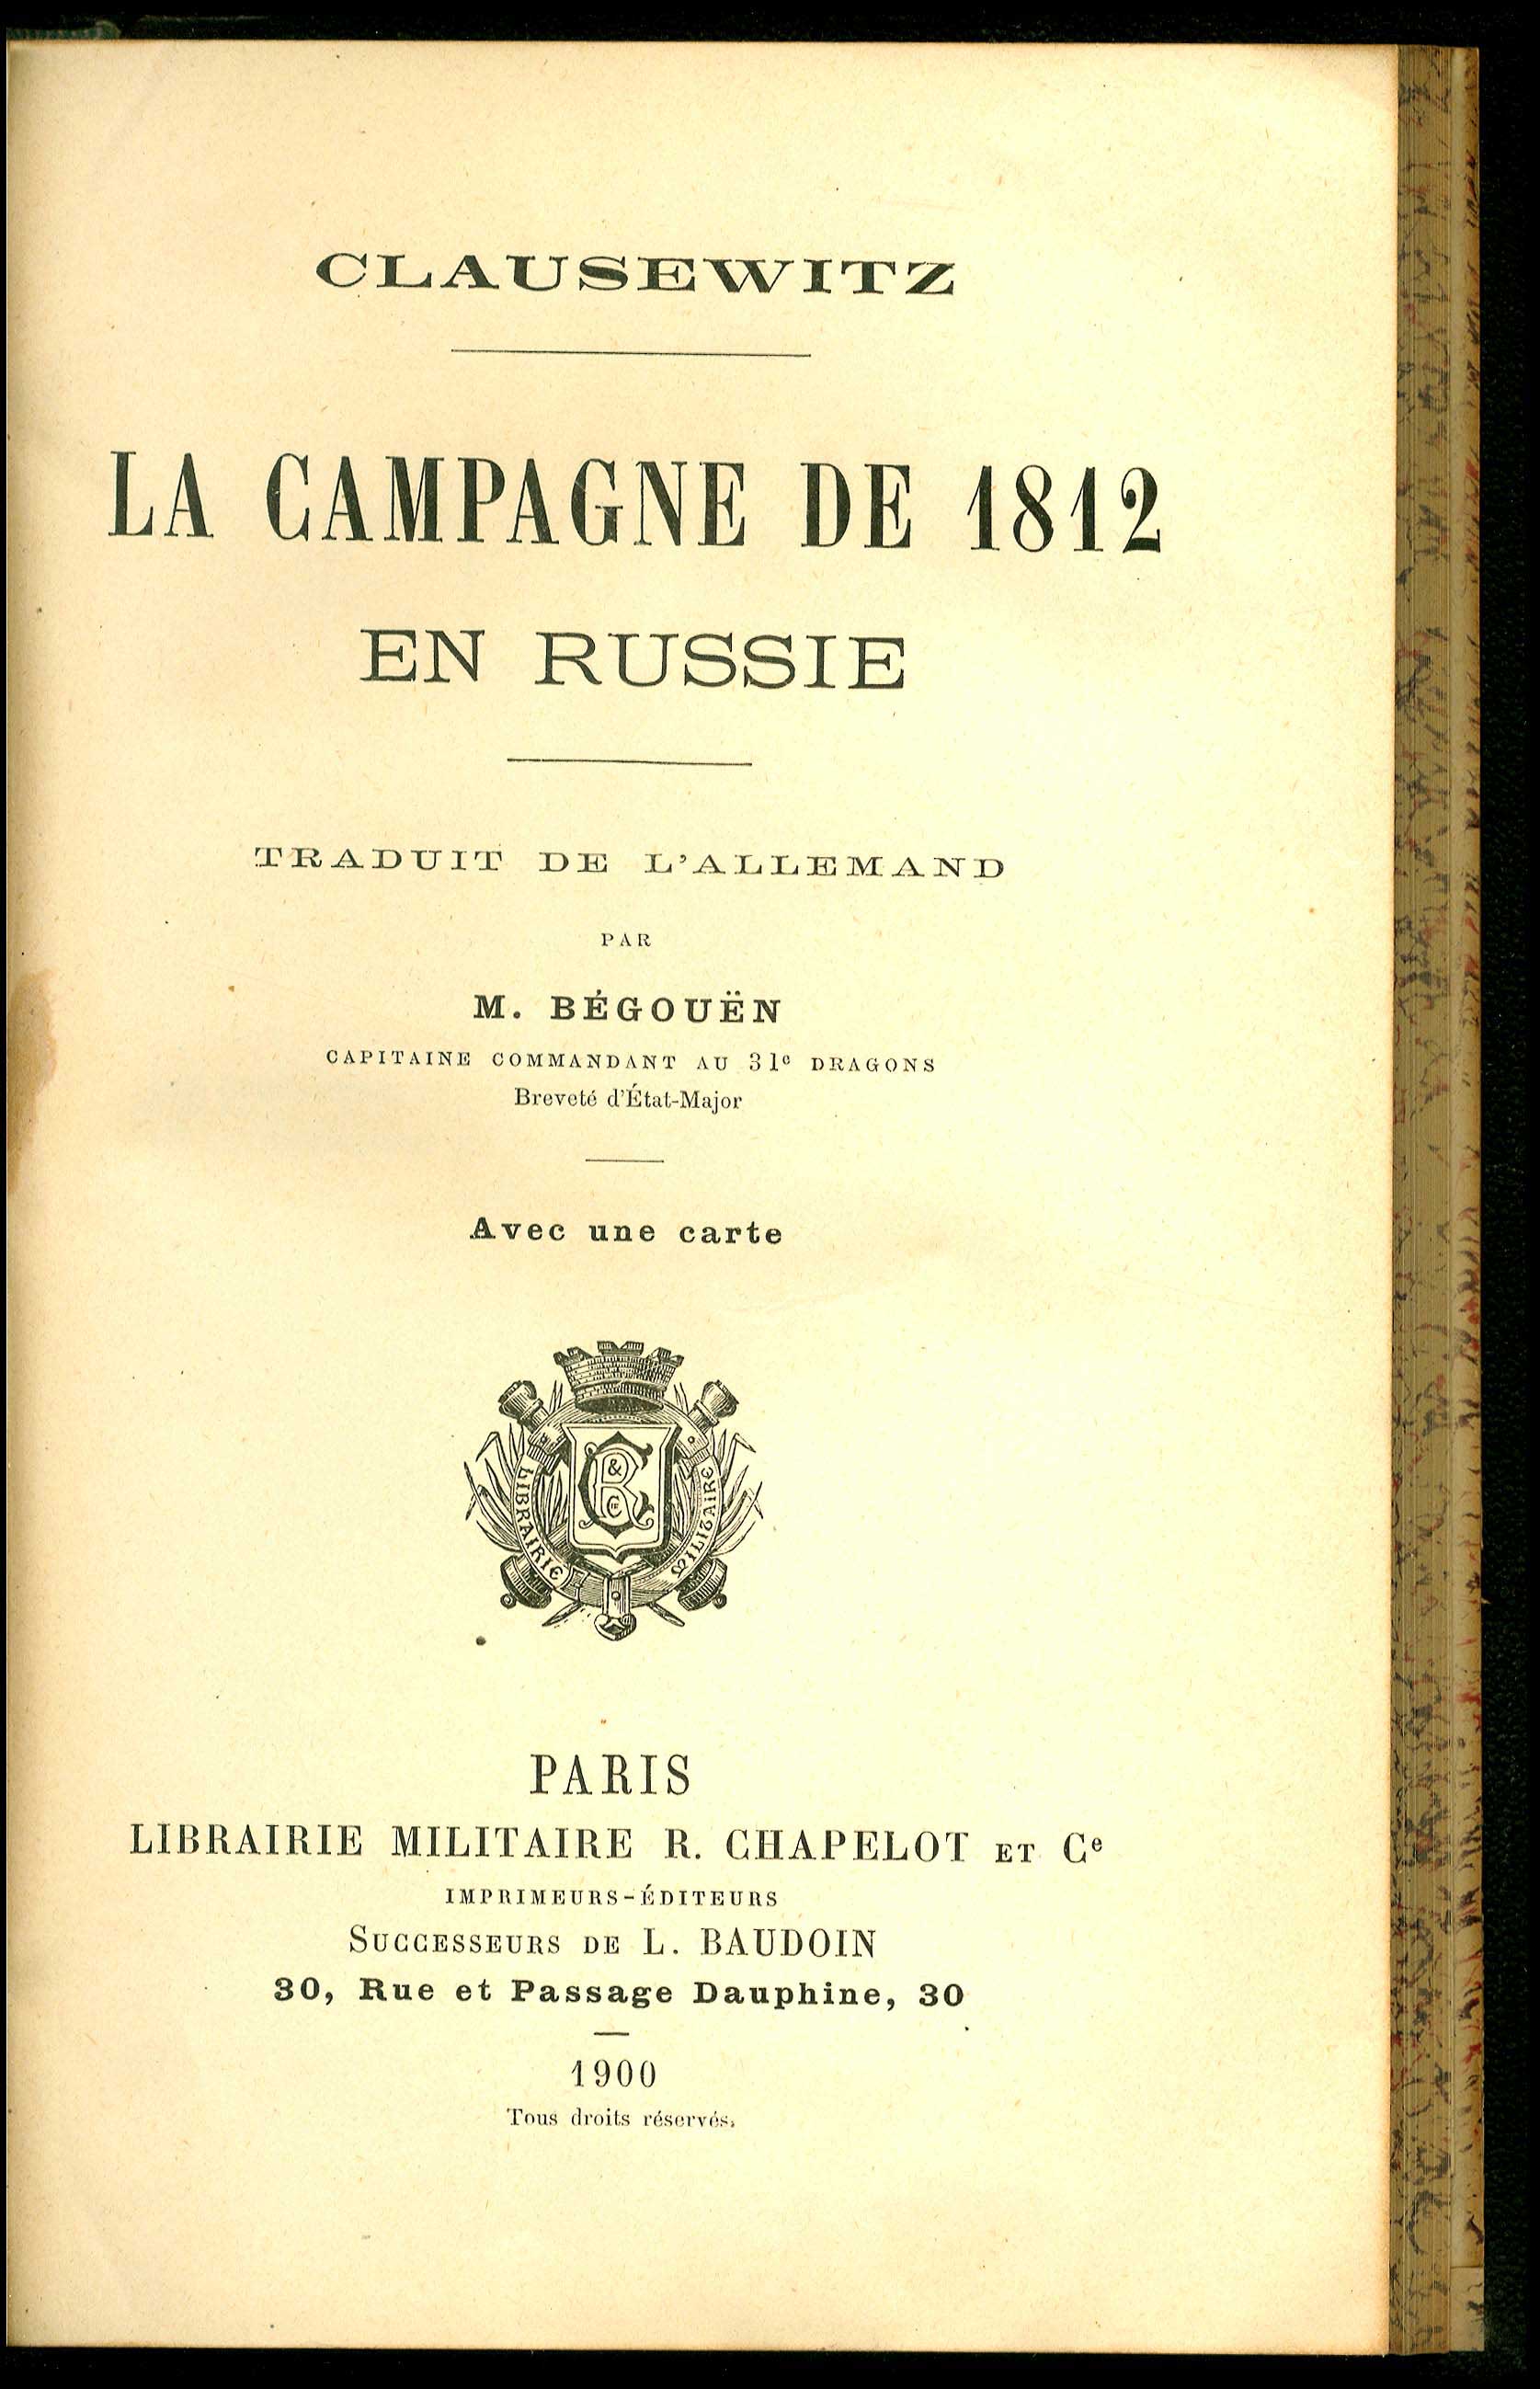 CLAUSEWITZ
LA CAMPAGNE DE 1812
EN RUSSIE
TRADUIT DE L'ALLEMAND
PAR
M. BÉGOUËN
CAPITAINE COMMANDANT AU 31e DRAGONS
Breveté d'État-Major
Avec une carte
LIBRAIRIE MILITAIRE
R C & Cie
PARIS
LIBRAIRIE MILITAIRE R. CHAPELOT ET Ce
IMPRIMEURS-ÉDITEURS
SUCCESSEURS DE L. BAUDOIN
30, Rue et Passage Dauphine, 30
1900
Tous droits réservés.